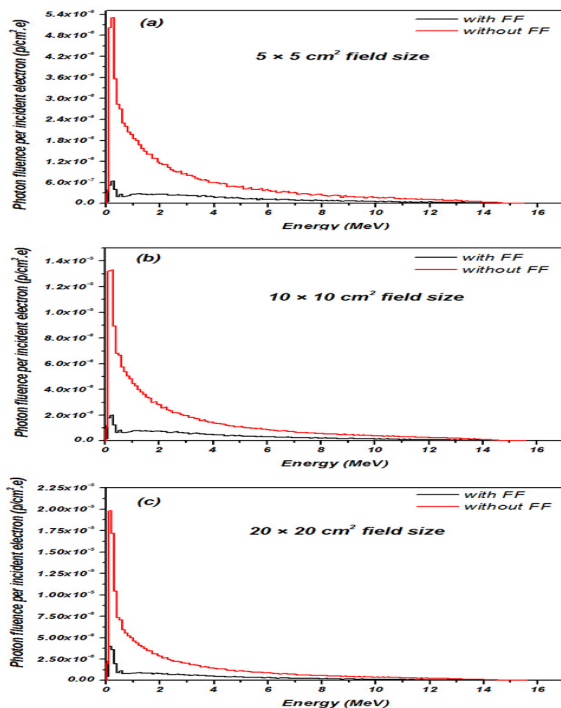 5.4x10⁻⁶
(a)
with FF
without FF
4.8x10⁻⁶
5 × 5 cm² field size
4.2x10⁻⁶
3.6x10⁻⁶
3.0x10⁻⁶
2.4x10⁻⁶
1.8x10⁻⁶
1.2x10⁻⁶
6.0x10⁻⁷
0.0
Photon fluence per incident electron (p/cm².e)
0 2 4 6 8 10 12 14 16
Energy (MeV)
(b)
with FF
without FF
1.4x10⁻⁵
10 × 10 cm² field size
1.2x10⁻⁵
1.0x10⁻⁵
8.0x10⁻⁶
6.0x10⁻⁶
4.0x10⁻⁶
2.0x10⁻⁶
0.0
Photon fluence per incident electron (p/cm².e)
0 2 4 6 8 10 12 14 16
Energy (MeV)
2.25x10⁻⁵
(c)
with FF
without FF
2.00x10⁻⁵
20 × 20 cm² field size
1.75x10⁻⁵
1.50x10⁻⁵
1.25x10⁻⁵
1.00x10⁻⁵
7.50x10⁻⁶
5.00x10⁻⁶
2.50x10⁻⁶
0.00
Photon fluence per incident electron (p/cm².e)
0 2 4 6 8 10 12 14 16
Energy (MeV)